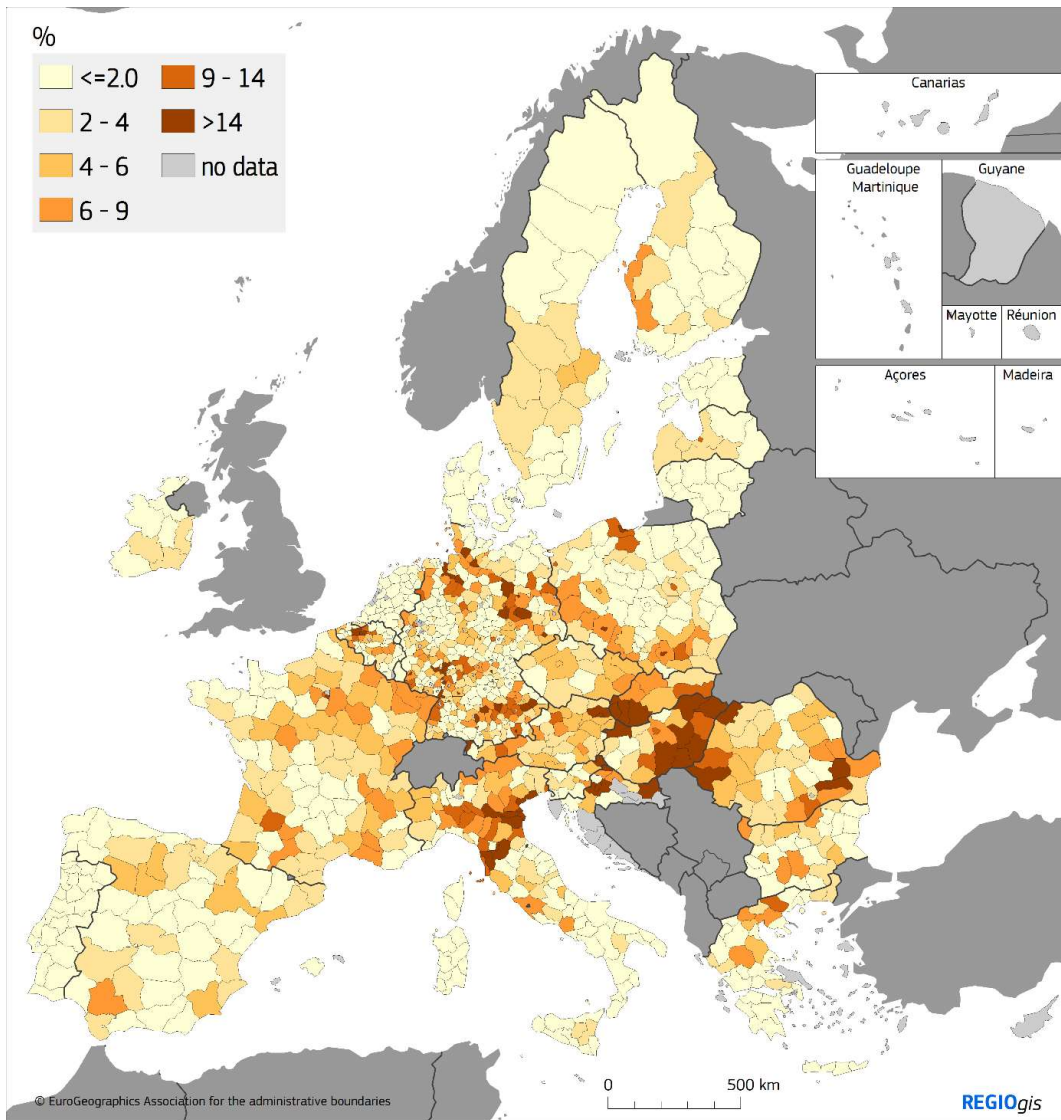 %
<=2.0
2 - 4
4 - 6
6 - 9
9 - 14
>14
no data
Canarias
Guadeloupe
Martinique
Guyane
Mayotte
Réunion
Açores
Madeira
0
500 km
© EuroGeographics Association for the administrative boundaries
REGIOgis